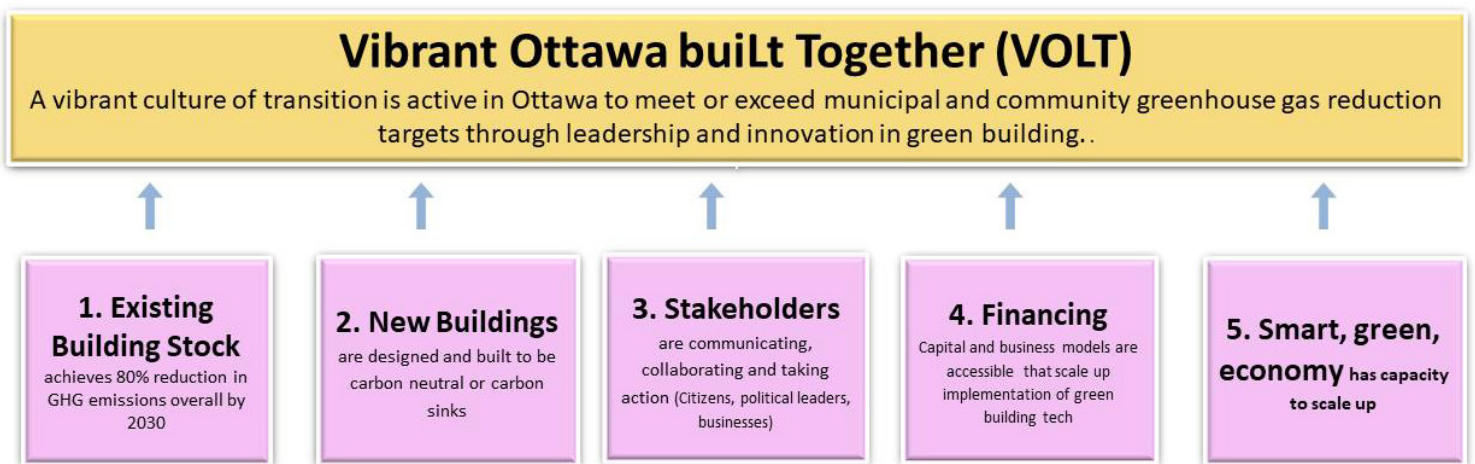 Vibrant Ottawa buiLt Together (VOLT)
A vibrant culture of transition is active in Ottawa to meet or exceed municipal and community greenhouse gas reduction
targets through leadership and innovation in green building. .
1. Existing
Building Stock
achieves 80% reduction in
GHG emissions overall by
2030
2. New Buildings
are designed and built to be
carbon neutral or carbon
sinks
3. Stakeholders
are communicating,
collaborating and taking
action (Citizens, political leaders,
businesses)
4. Financing
Capital and business models are
accessible that scale up
implementation of green
building tech
5. Smart, green,
economy has capacity
to scale up